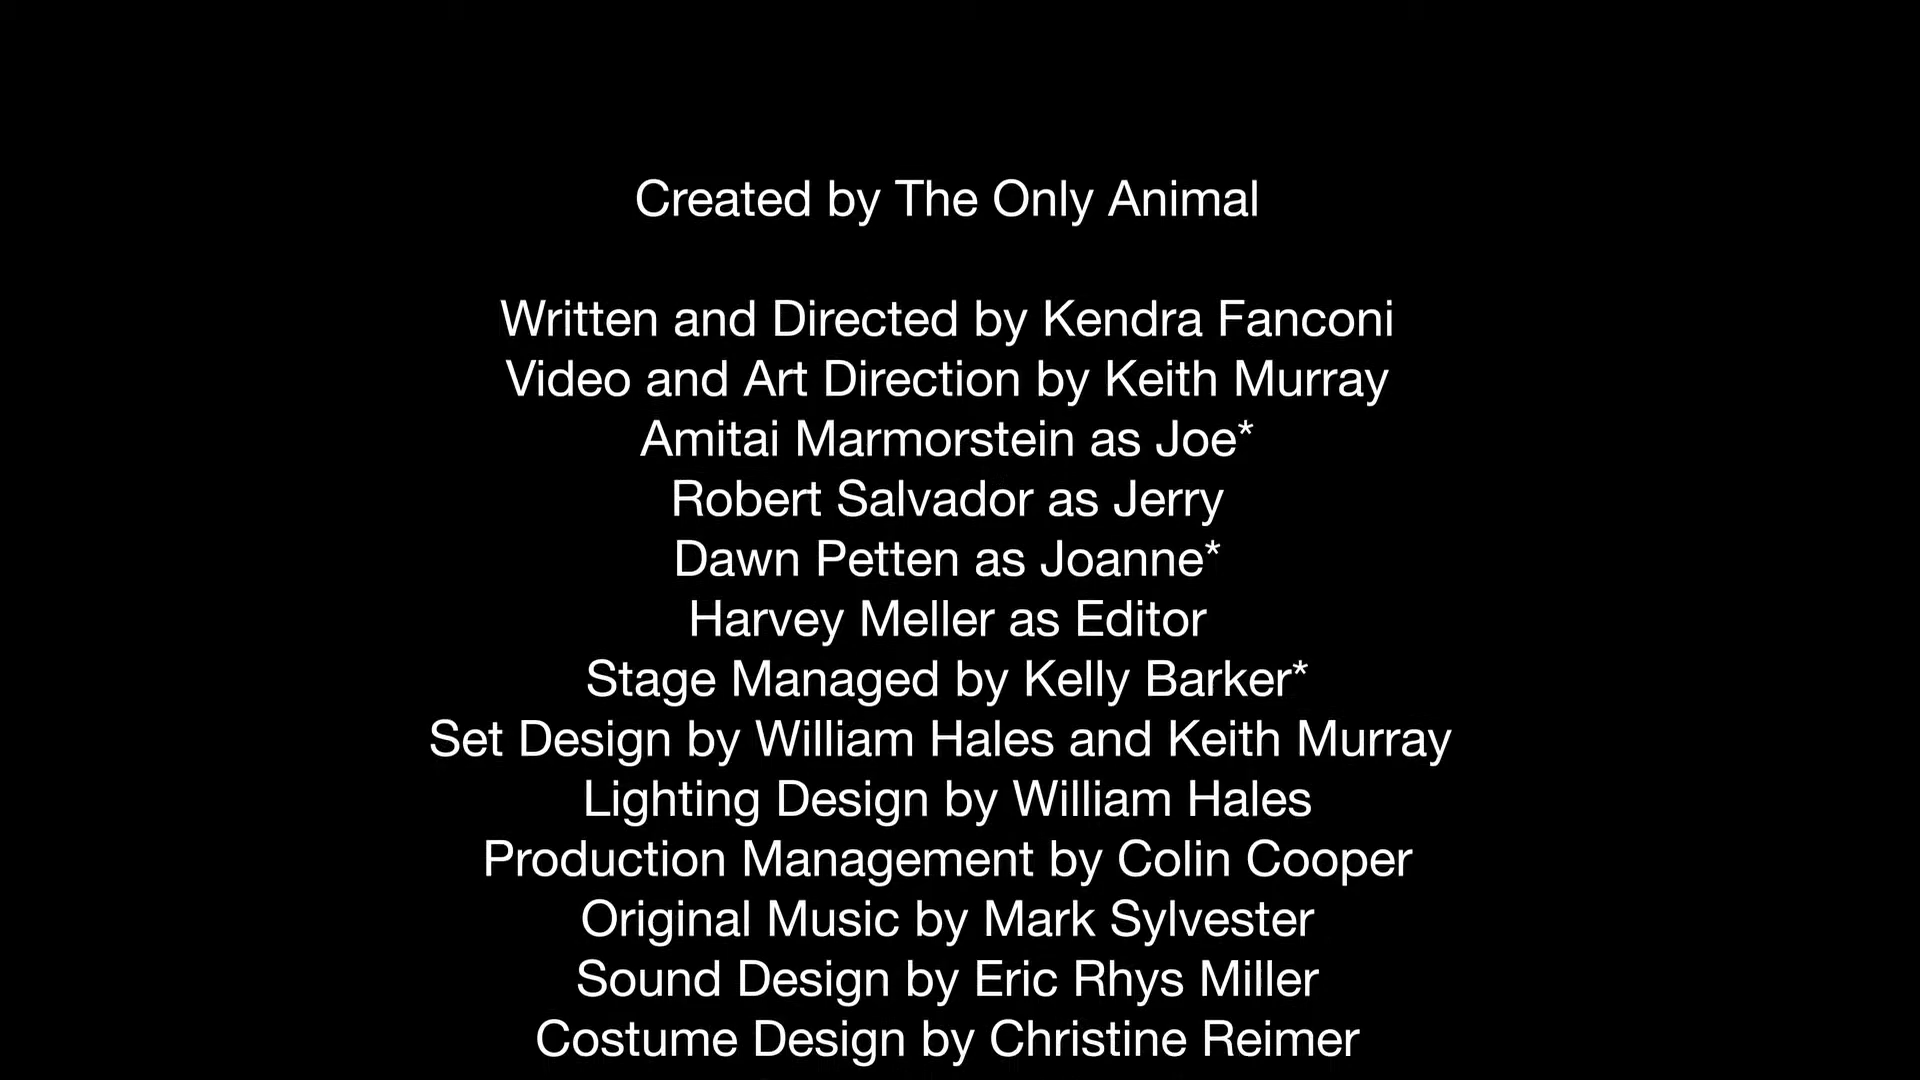 Created by The Only Animal
Written and Directed by Kendra Fanconi
Video and Art Direction by Keith Murray
Amitai Marmorstein as Joe*
Robert Salvador as Jerry
Dawn Petten as Joanne*
Harvey Meller as Editor
Stage Managed by Kelly Barker*
Set Design by William Hales and Keith Murray
Lighting Design by William Hales
Production Management by Colin Cooper
Original Music by Mark Sylvester
Sound Design by Eric Rhys Miller
Costume Design by Christine Reimer